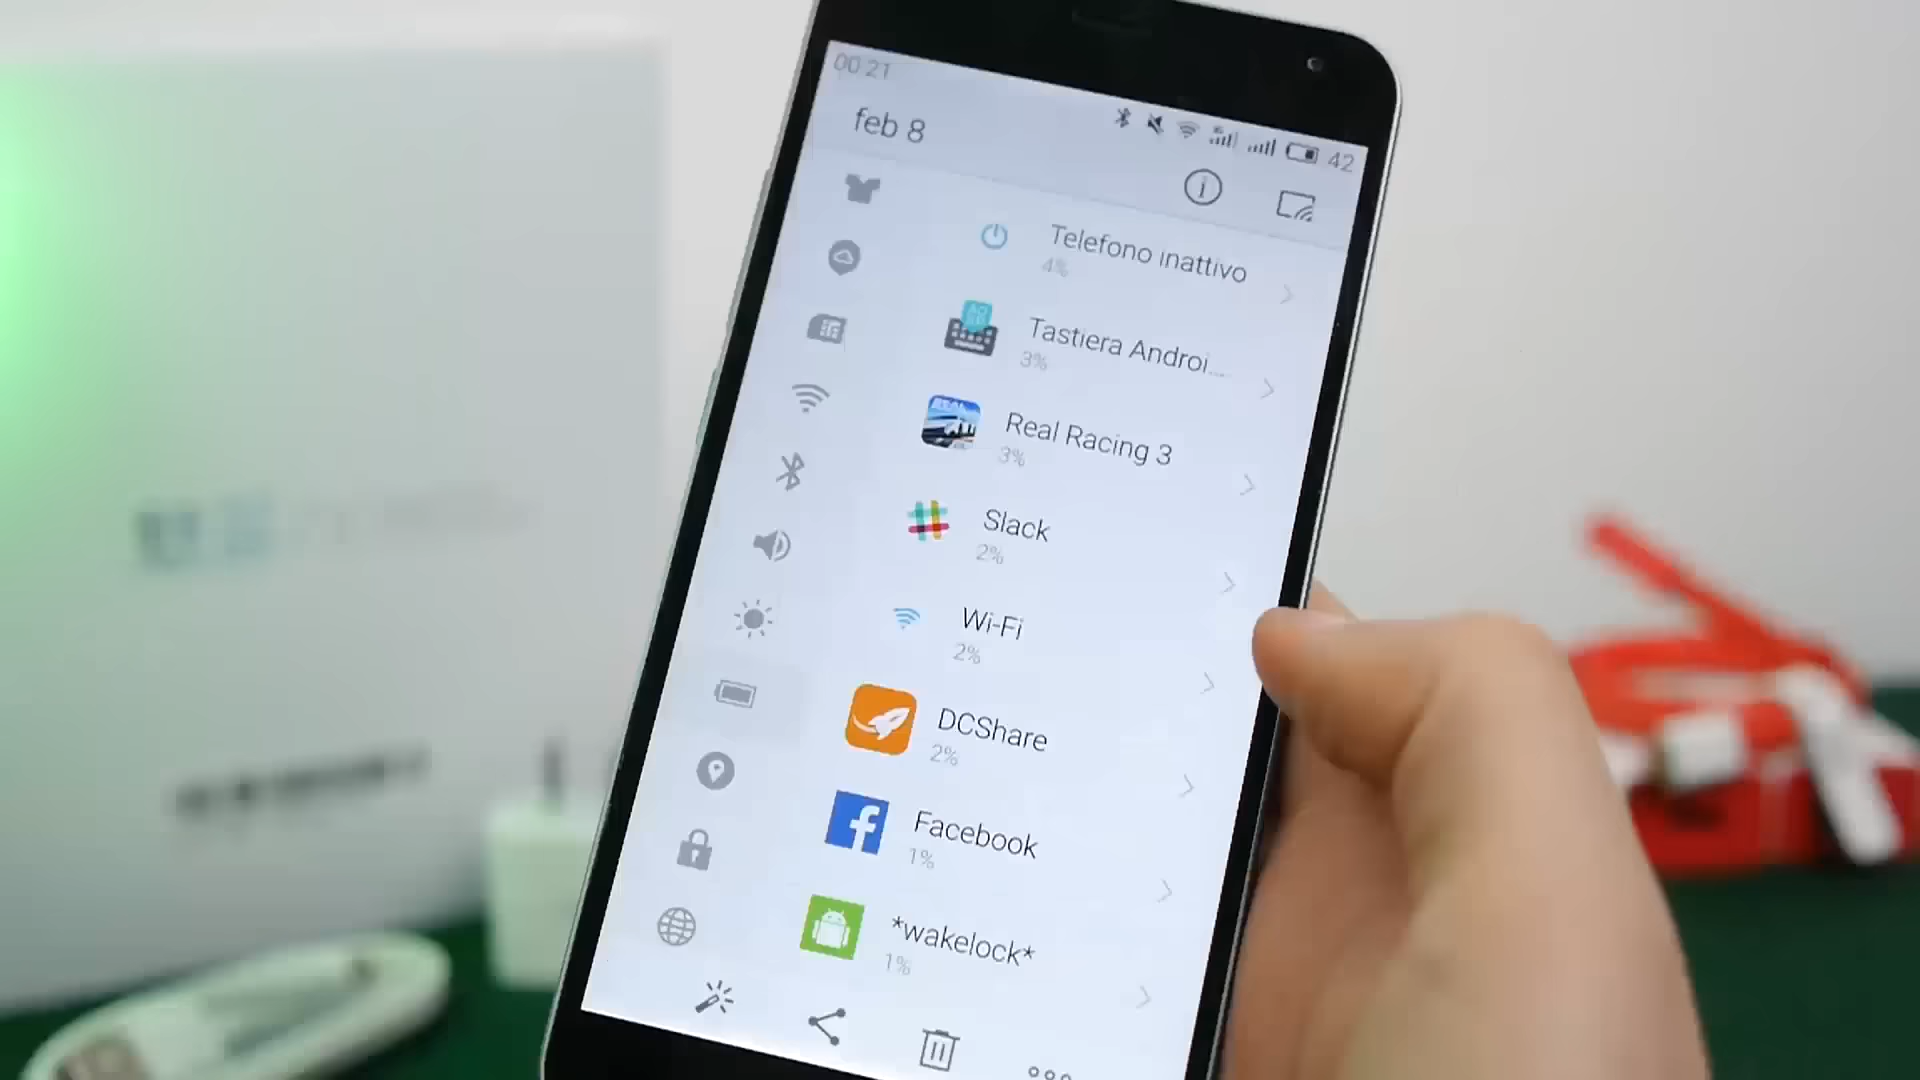 00 21
42
feb 8
Telefono inattivo
4%
Tastiera Androi...
3%
Real Racing 3
3%
Slack
2%
Wi-Fi
2%
DCShare
2%
Facebook
1%
*wakelock*
1%